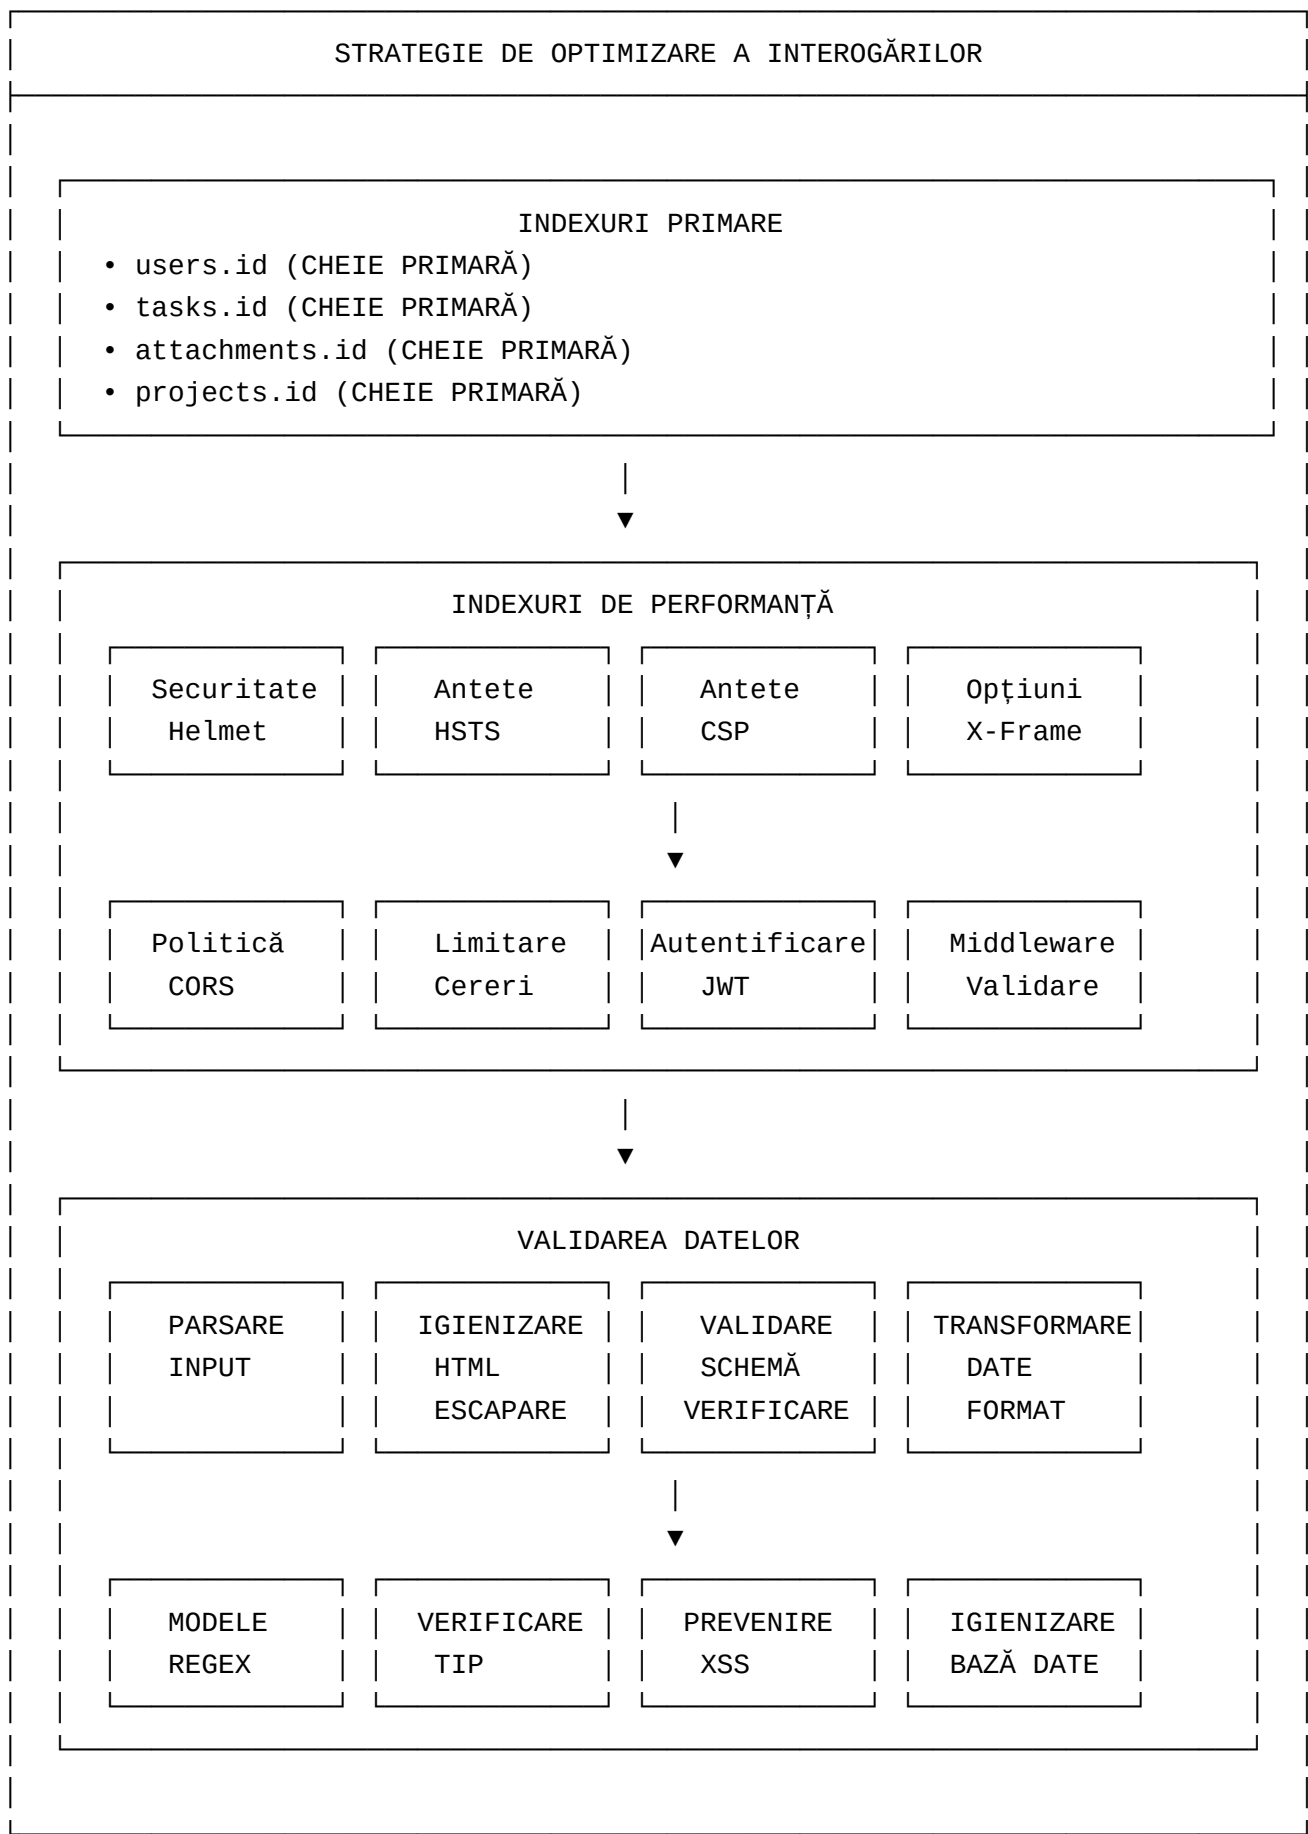 STRATEGIE DE OPTIMIZARE A INTEROGĂRILOR
INDEXURI PRIMARE
• users.id (CHEIE PRIMARĂ)
• tasks.id (CHEIE PRIMARĂ)
• attachments.id (CHEIE PRIMARĂ)
• projects.id (CHEIE PRIMARĂ)
INDEXURI DE PERFORMANȚĂ
Securitate Antete Antete Opțiuni
Helmet HSTS CSP X-Frame
Politică Limitare Autentificare Middleware
CORS Cereri JWT Validare
VALIDAREA DATELOR
PARSARE IGIENIZARE VALIDARE TRANSFORMARE
INPUT HTML SCHEMĂ DATE
ESCAPARE VERIFICARE FORMAT
MODELE VERIFICARE PREVENIRE IGIENIZARE
REGEX TIP XSS BAZĂ DATE